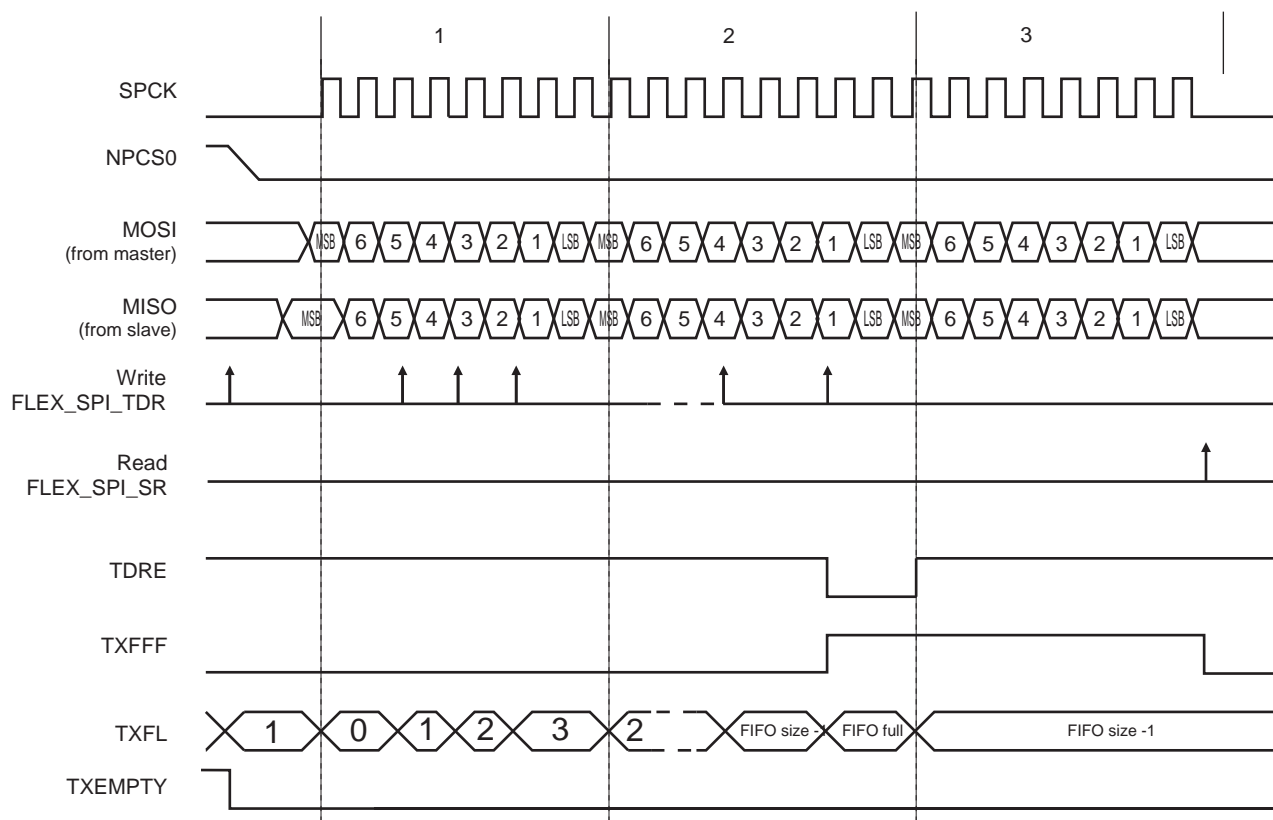 1 2 3
SPCK
NPCS0
MOSI
(from master)
MSB 6 5 4 3 2 1 LSB MSB 6 5 4 3 2 1 LSB MSB 6 5 4 3 2 1 LSB
MISO
(from slave)
MSB 6 5 4 3 2 1 LSB MSB 6 5 4 3 2 1 LSB MSB 6 5 4 3 2 1 LSB
Write
FLEX_SPI_TDR
Read
FLEX_SPI_SR
TDRE
TXFFF
TXFL 1 0 1 2 3 2 FIFO size -1 FIFO full FIFO size -1
TXEMPTY